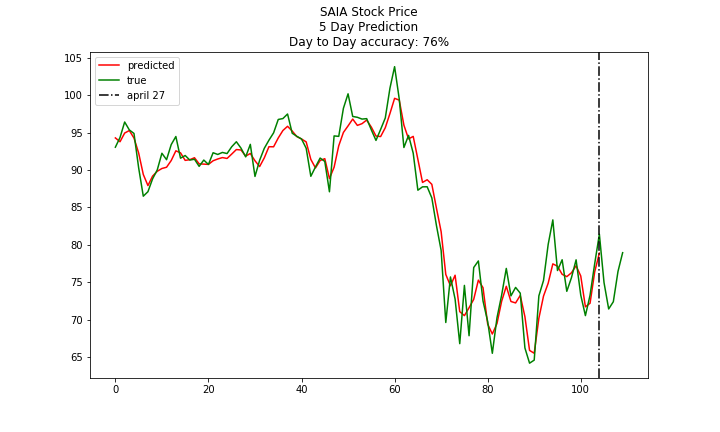 SAIA Stock Price
5 Day Prediction
Day to Day accuracy: 76%
predicted
true
april 27
105
100
95
90
85
80
75
70
65
0
20
40
60
80
100